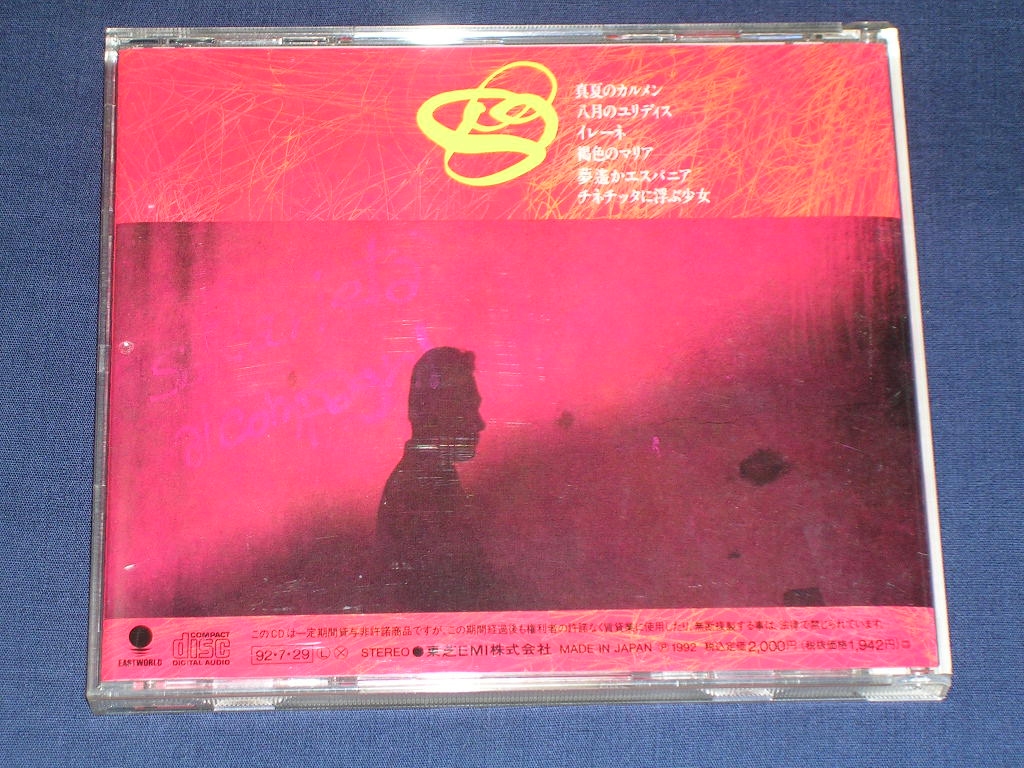 真夏のカルメン
八月のユリディス
イレーネ
褐色のマリア
夢遥かエスパニア
チネチッタに浮ぶ少女
EASTWORLD
COMPACT
disc
DIGITAL AUDIO
このCDは一定期間貸与非許諾商品ですが、この期間経過後も権利者の許諾なく賃貸業に使用したり、無断複製する事は、法律で禁じられています。
92・7・29 Ⓛ STEREO ●東芝EMI株式会社 MADE IN JAPAN Ⓟ 1992 税込定価2,000円(税抜価格1,942円)